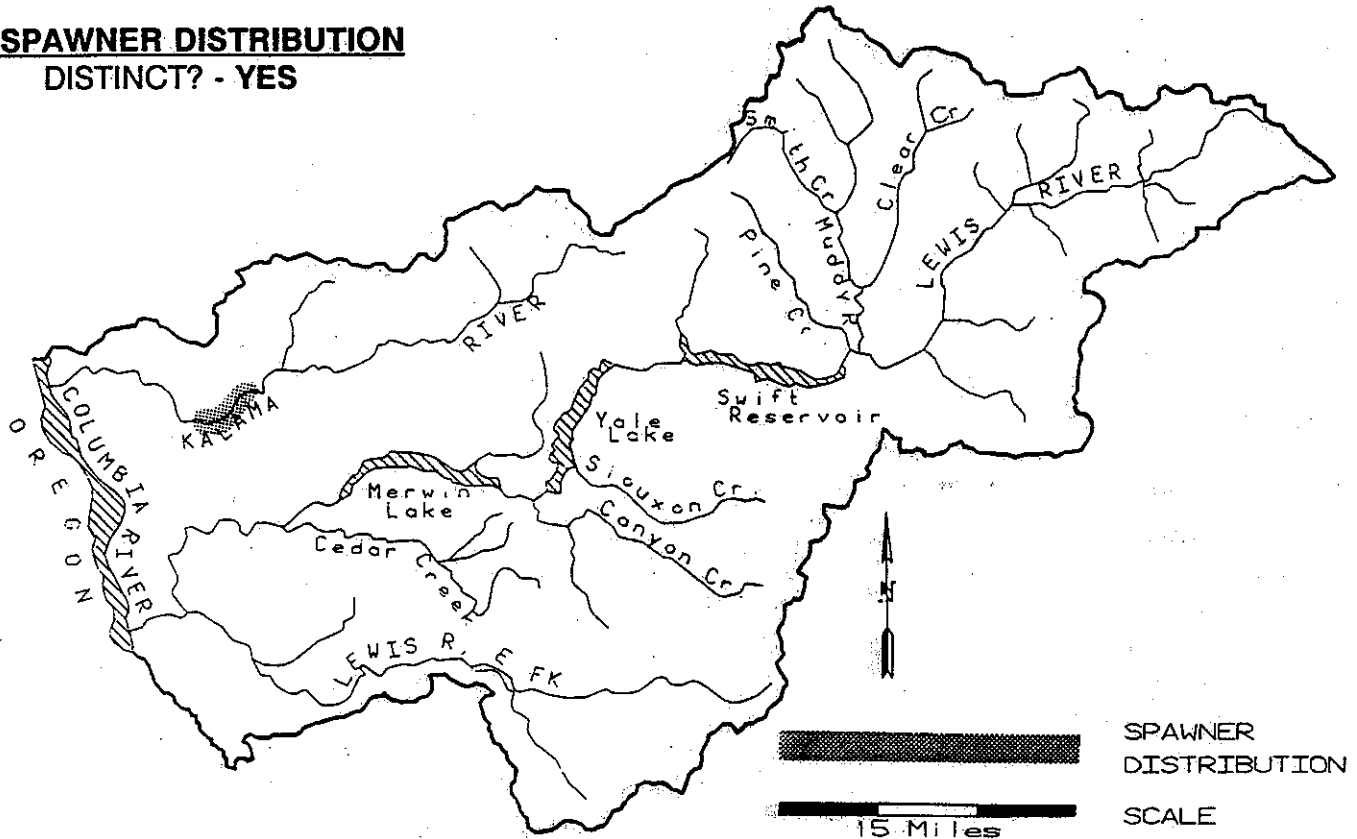 SPAWNER DISTRIBUTION
DISTINCT? - YES
Smith Cr
Clear Cr
Muddy R
Pine Cr
LEWIS RIVER
KALAMA RIVER
COLUMBIA RIVER
OREGON
Swift
Reservoir
Yale
Lake
Merwin
Lake
Siouxon Cr.
Canyon Cr.
Cedar Creek
LEWIS R, E FK
N
SPAWNER
DISTRIBUTION
SCALE
15 Miles